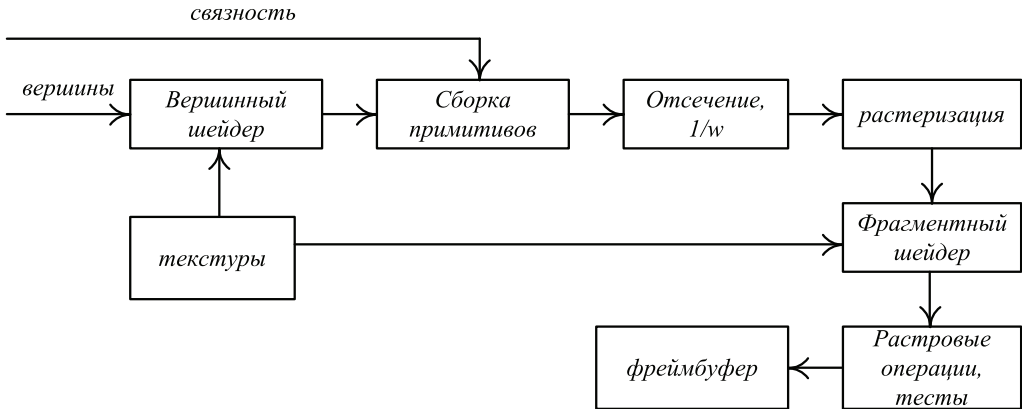 связность
вершины
Вершинный
шейдер
Сборка
примитивов
Отсечение,
1/w
растеризация
текстуры
Фрагментный
шейдер
фреймбуфер
Растровые
операции,
тесты